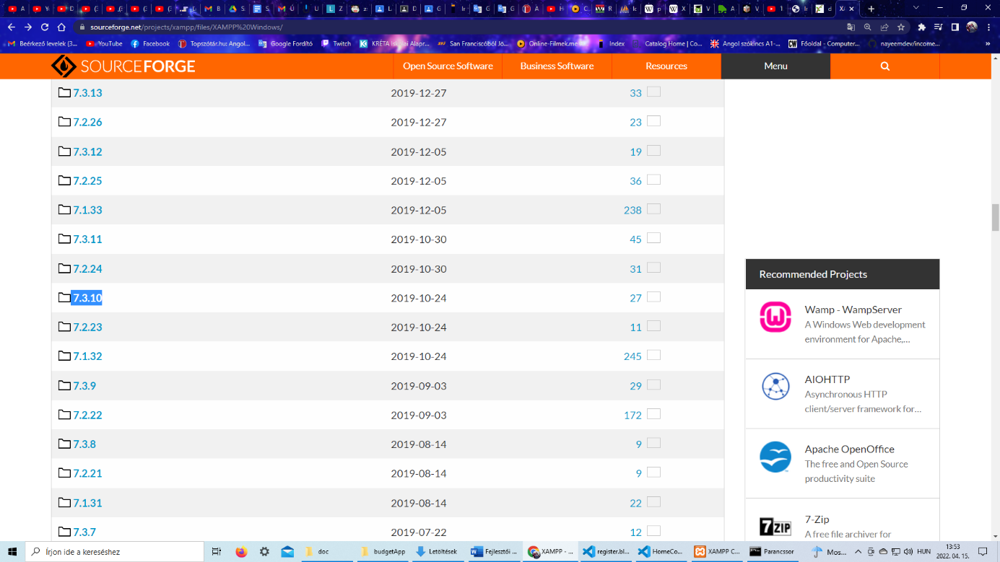 sourceforge.net/projects/xampp/files/XAMPP%20Windows/
Beérkező levelek (3... YouTube Facebook Topszótár.hu: Angol... Google Fordító Twitch KRÉTA Iskolai Alapr... San Franciscóból Jö... Online-Filmek.me ... Index Catalog Home | Co... Angol szókincs A1-... Főoldal - Computer... nayeemdev/income... »
SOURCEFORGE Open Source Software Business Software Resources Menu
7.3.13 2019-12-27 33
7.2.26 2019-12-27 23
7.3.12 2019-12-05 19
7.2.25 2019-12-05 36
7.1.33 2019-12-05 238
7.3.11 2019-10-30 45
7.2.24 2019-10-30 31
7.3.10 2019-10-24 27
7.2.23 2019-10-24 11
7.1.32 2019-10-24 245
7.3.9 2019-09-03 29
7.2.22 2019-09-03 172
7.3.8 2019-08-14 9
7.2.21 2019-08-14 9
7.1.31 2019-08-14 22
7.3.7 2019-07-22 12
Recommended Projects
Wamp - WampServer
A Windows Web development
environment for Apache,...
AIOHTTP
Asynchronous HTTP
client/server framework for...
Apache OpenOffice
The free and Open Source
productivity suite
7ZIP
7-Zip
A free file archiver for
Írjon ide a kereséshez doc budgetApp Letöltések Fejlesztői ... XAMPP - ... register.bl... HomeCo... XAMPP C... Parancssor Mos... HUN 13:53
2022. 04. 15.